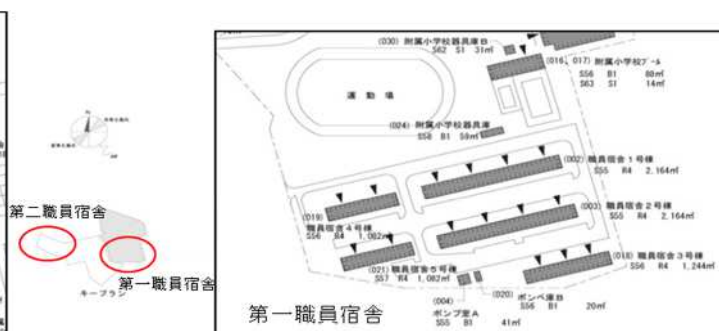 第二職員宿舎
第一職員宿舎
キープラン
(030) 附属小学校器具庫B
S62 S1 31㎡
(016、017) 附属小学校プール
S56 B1 88㎡
S63 S1 14㎡
運動場
(024) 附属小学校器具庫
S58 B1 59㎡
(002) 職員宿舎1号棟
S55 R4 2,164㎡
(003) 職員宿舎2号棟
S55 R4 2,164㎡
(019)
職員宿舎4号棟
S56 R4 1,082㎡
(021) 職員宿舎5号棟
S57 R4 1,082㎡
(018) 職員宿舎3号棟
S56 R4 1,244㎡
(004)
ポンプ室A
S55 B1 41㎡
(020) ボンベ庫B
S56 B1 20㎡
第一職員宿舎